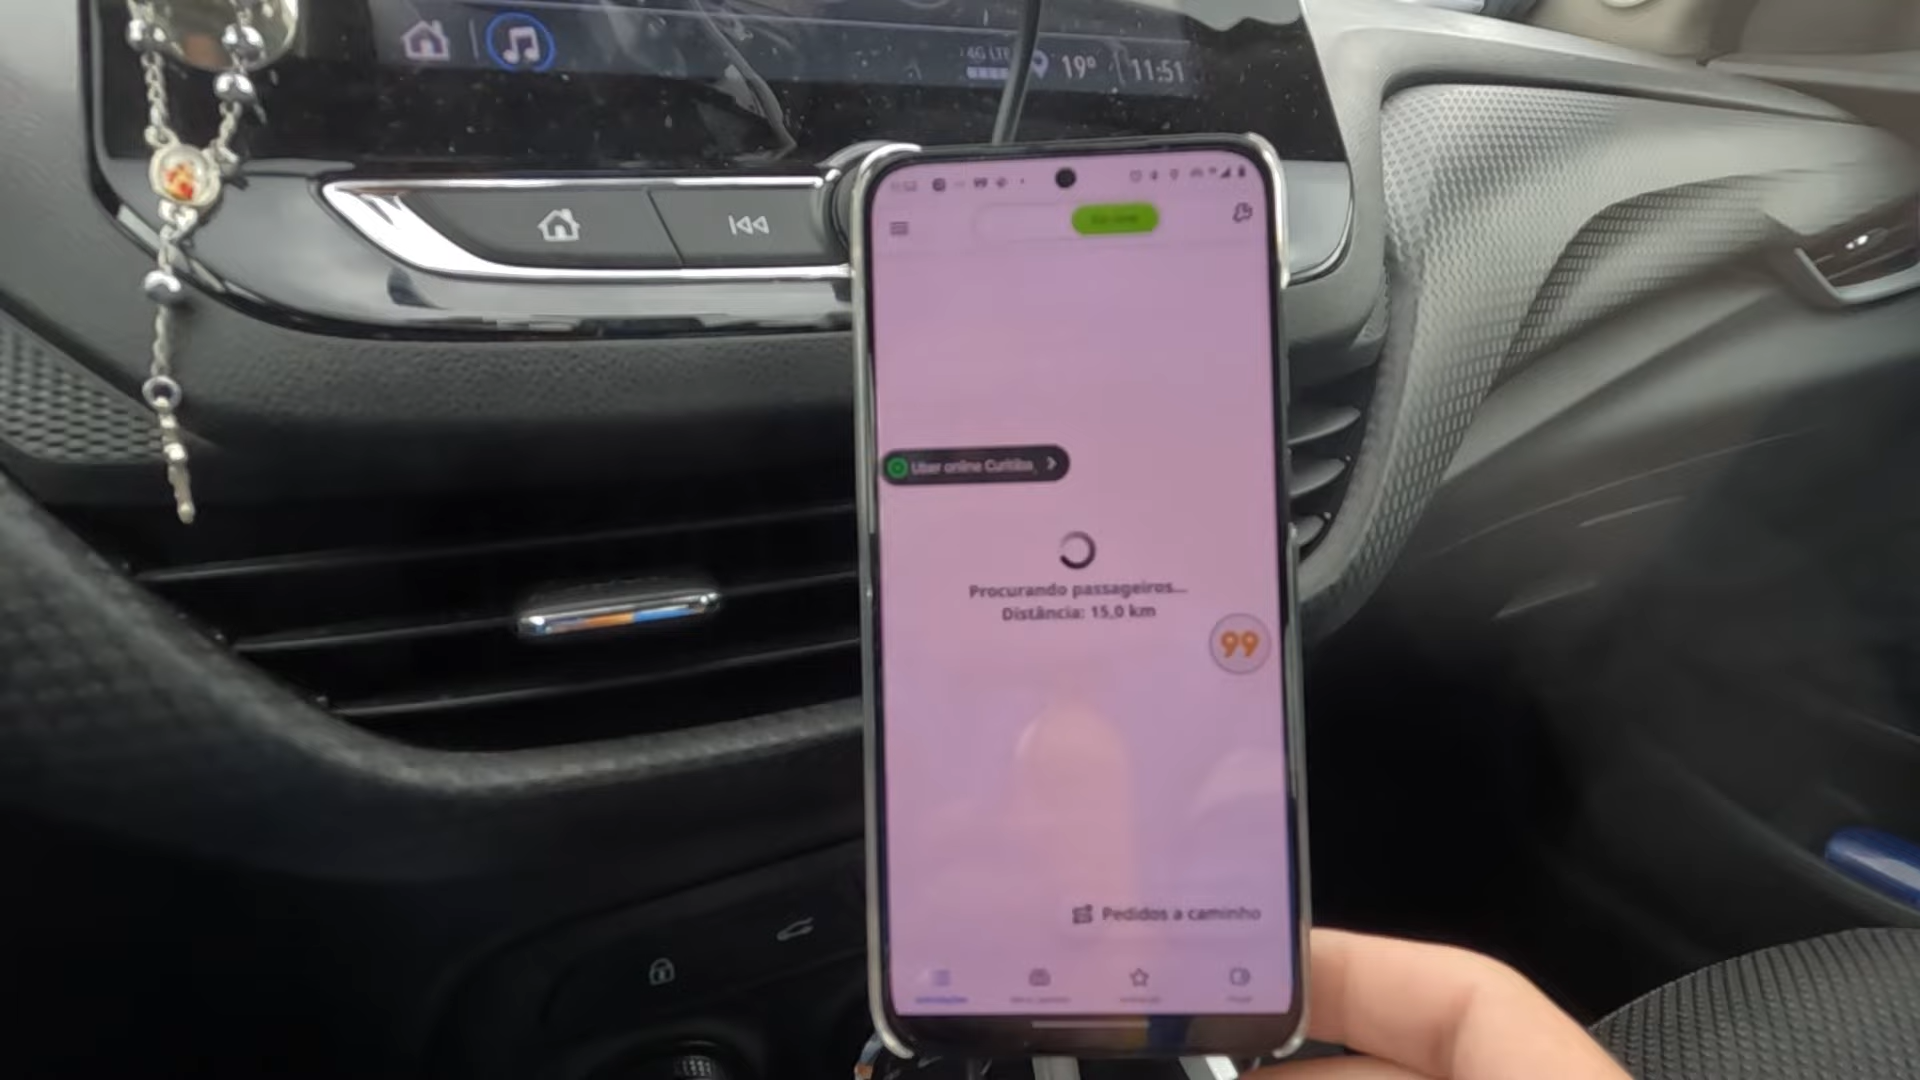 4G LTE
19° 11:51
Uber online Curitiba
Procurando passageiros...
Distância: 15,0 km
99
Pedidos a caminho